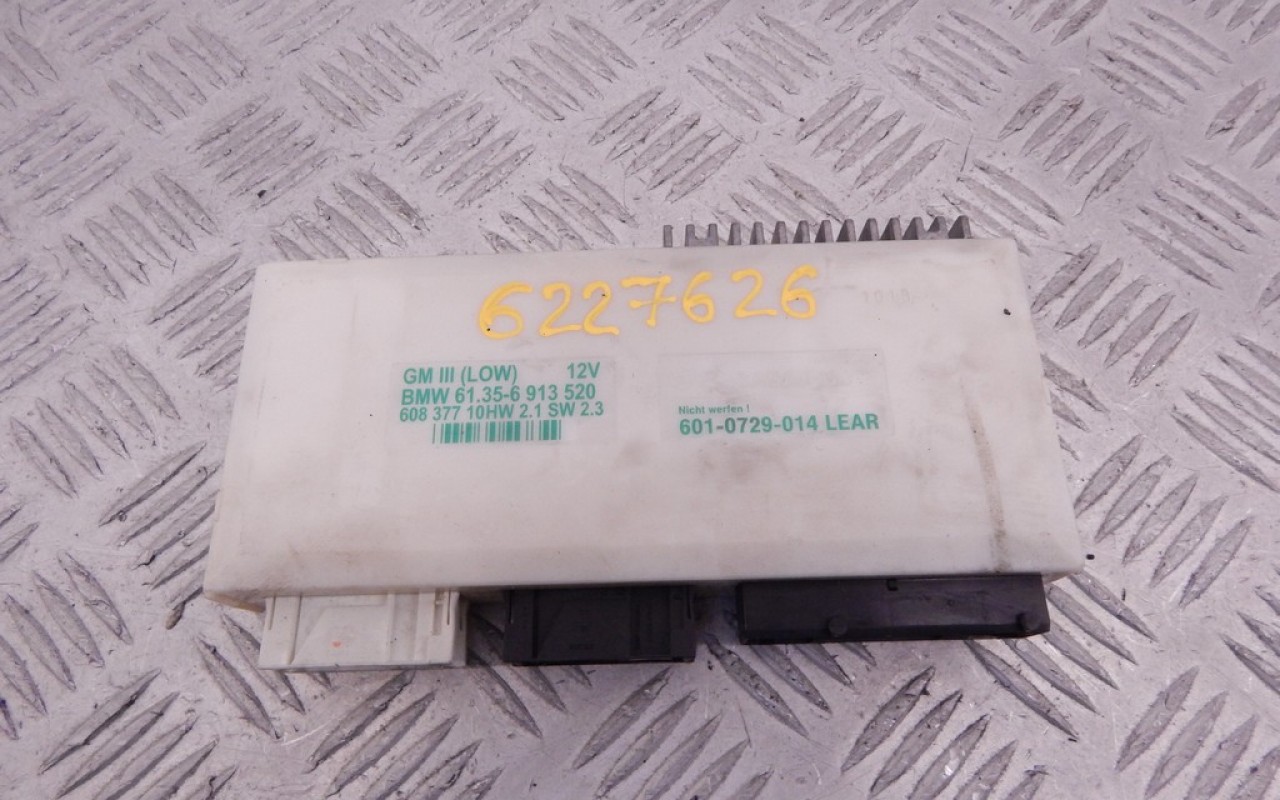 6227626
GM III (LOW) 12V
BMW 61.35-6 913 520
608 377 10HW 2.1 SW 2.3
Nicht werfen !
601-0729-014 LEAR